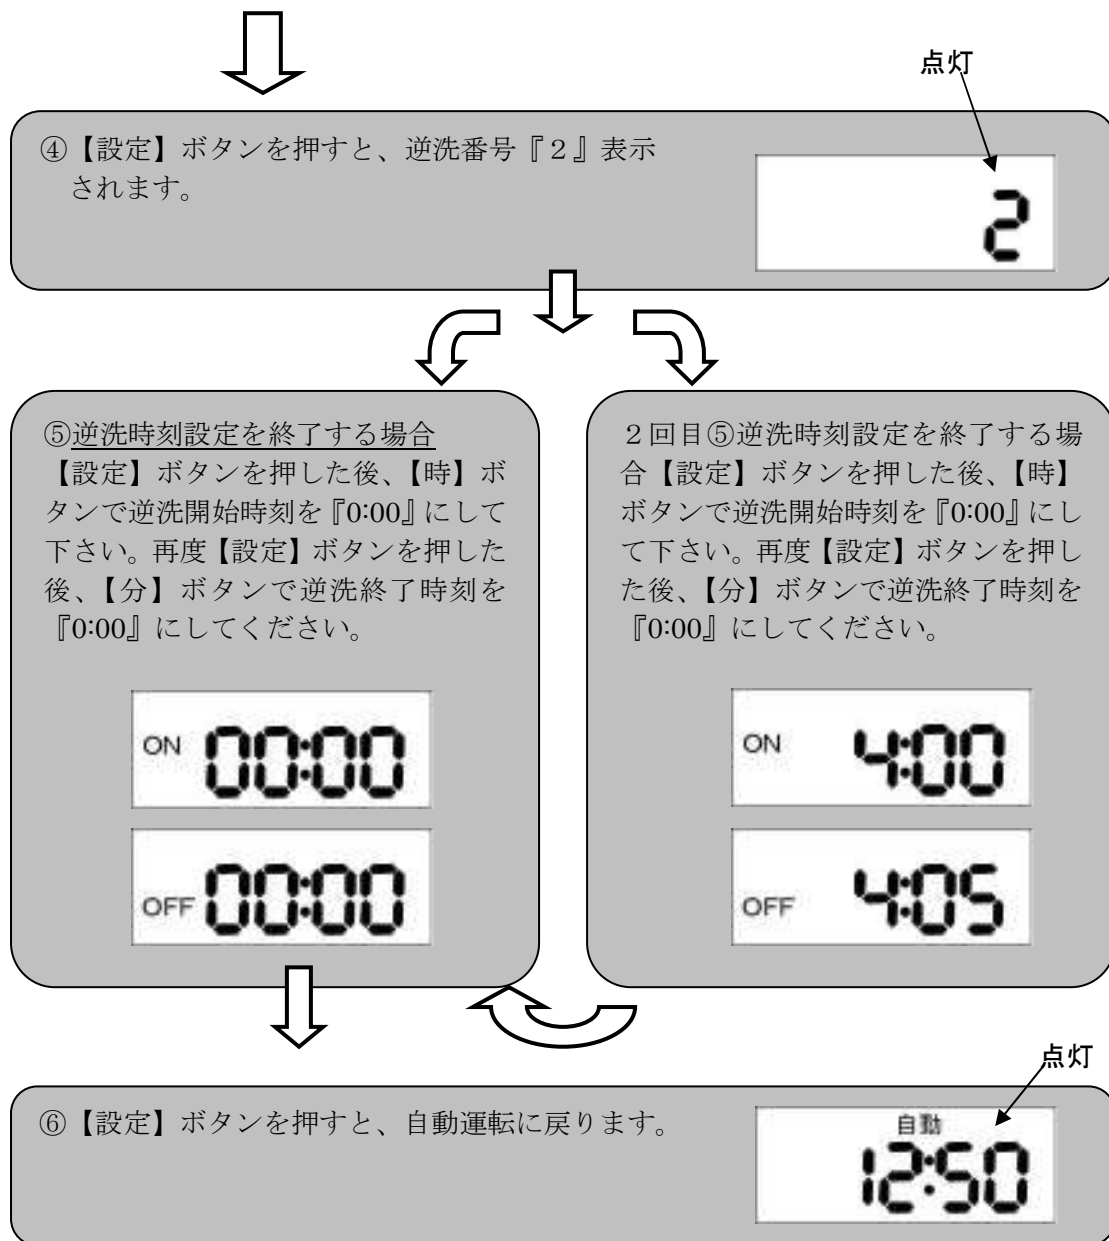 点灯
④【設定】ボタンを押すと、逆洗番号『２』表示
されます。
2
⑤逆洗時刻設定を終了する場合
【設定】ボタンを押した後、【時】ボ
タンで逆洗開始時刻を『0:00』にして
下さい。再度【設定】ボタンを押した
後、【分】ボタンで逆洗終了時刻を
『0:00』にしてください。
ON 00:00
OFF 00:00
２回目⑤逆洗時刻設定を終了する場
合【設定】ボタンを押した後、【時】
ボタンで逆洗開始時刻を『0:00』にし
て下さい。再度【設定】ボタンを押し
た後、【分】ボタンで逆洗終了時刻を
『0:00』にしてください。
ON 4:00
OFF 4:05
点灯
⑥【設定】ボタンを押すと、自動運転に戻ります。
自動
12:50